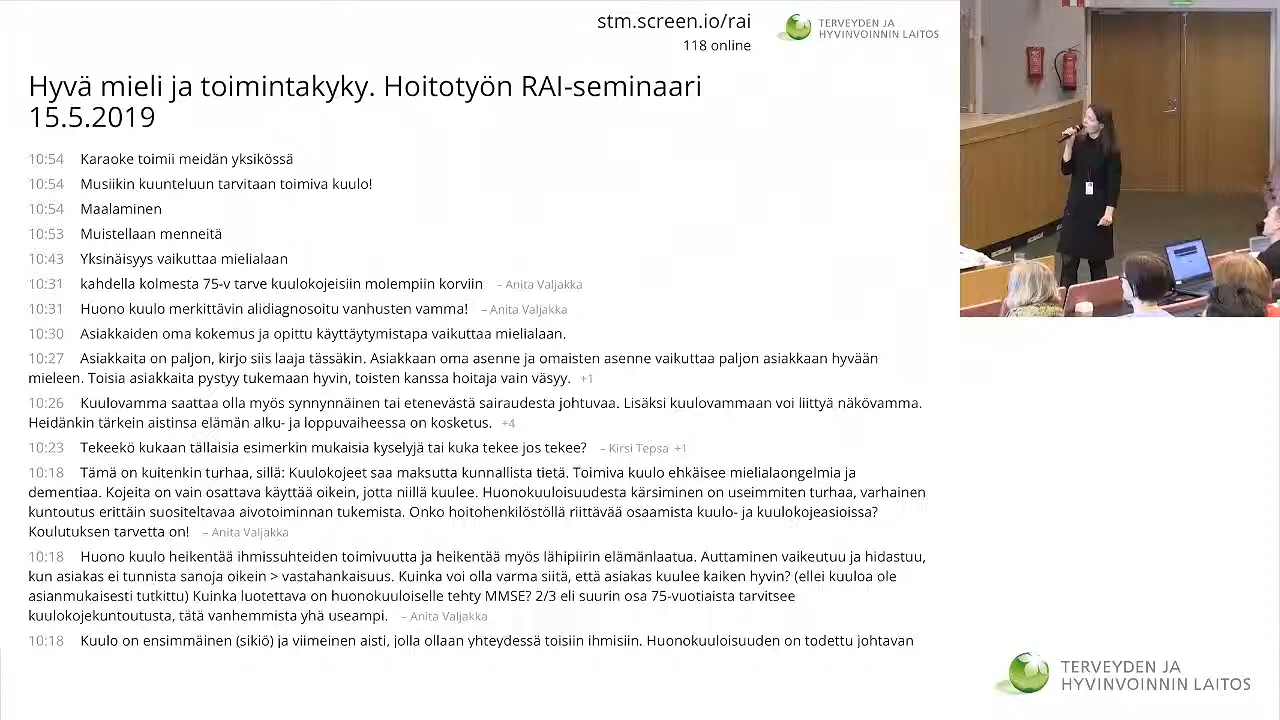 stm.screen.io/rai
118 online
TERVEYDEN JA
HYVINVOINNIN LAITOS
Hyvä mieli ja toimintakyky. Hoitotyön RAI-seminaari
15.5.2019
10:54 Karaoke toimii meidän yksikössä
10:54 Musiikin kuunteluun tarvitaan toimiva kuulo!
10:54 Maalaminen
10:53 Muistellaan menneitä
10:43 Yksinäisyys vaikuttaa mielialaan
10:31 kahdella kolmesta 75-v tarve kuulokojeisiin molempiin korviin – Anita Valjakka
10:31 Huono kuulo merkittävin alidiagnosoitu vanhusten vamma! – Anita Valjakka
10:30 Asiakkaiden oma kokemus ja opittu käyttäytymistapa vaikuttaa mielialaan.
10:27 Asiakkaita on paljon, kirjo siis laaja tässäkin. Asiakkaan oma asenne ja omaisten asenne vaikuttaa paljon asiakkaan hyvään
mieleen. Toisia asiakkaita pystyy tukemaan hyvin, toisten kanssa hoitaja vain väsyy. +1
10:26 Kuulovamma saattaa olla myös synnynnäinen tai etenevästä sairaudesta johtuvaa. Lisäksi kuulovammaan voi liittyä näkövamma.
Heidänkin tärkein aistinsa elämän alku- ja loppuvaiheessa on kosketus. +4
10:23 Tekeekö kukaan tällaisia esimerkin mukaisia kyselyjä tai kuka tekee jos tekee? – Kirsi Tepsa +1
10:18 Tämä on kuitenkin turhaa, sillä: Kuulokojeet saa maksutta kunnallista tietä. Toimiva kuulo ehkäisee mielialaongelmia ja
dementiaa. Kojeita on vain osattava käyttää oikein, jotta niillä kuulee. Huonokuuloisuudesta kärsiminen on useimmiten turhaa, varhainen
kuntoutus erittäin suositeltavaa aivotoiminnan tukemista. Onko hoitohenkilöstöllä riittävää osaamista kuulo- ja kuulokojeasioissa?
Koulutuksen tarvetta on! – Anita Valjakka
10:18 Huono kuulo heikentää ihmissuhteiden toimivuutta ja heikentää myös lähipiirin elämänlaatua. Auttaminen vaikeutuu ja hidastuu,
kun asiakas ei tunnista sanoja oikein > vastahankaisuus. Kuinka voi olla varma siitä, että asiakas kuulee kaiken hyvin? (ellei kuuloa ole
asianmukaisesti tutkittu) Kuinka luotettava on huonokuuloiselle tehty MMSE? 2/3 eli suurin osa 75-vuotiaista tarvitsee
kuulokojekuntoutusta, tätä vanhemmista yhä useampi. – Anita Valjakka
10:18 Kuulo on ensimmäinen (sikiö) ja viimeinen aisti, jolla ollaan yhteydessä toisiin ihmisiin. Huonokuuloisuuden on todettu johtavan
TERVEYDEN JA
HYVINVOINNIN LAITOS